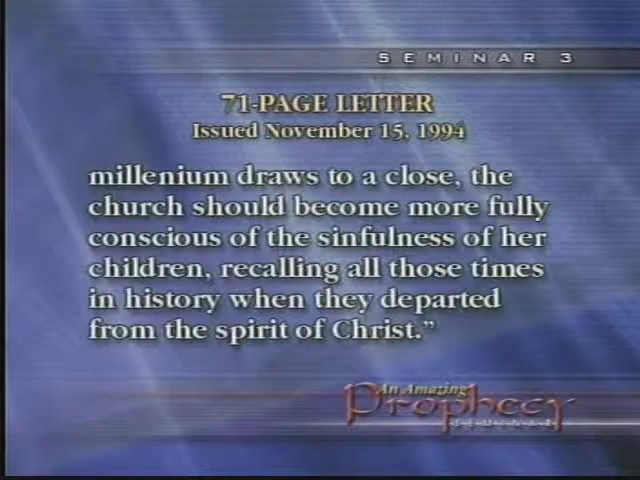 SEMINAR 3
71-PAGE LETTER
Issued November 15, 1994
millenium draws to a close, the
church should become more fully
conscious of the sinfulness of her
children, recalling all those times
in history when they departed
from the spirit of Christ.”
An Amazing
Prophecy
SEMINAR